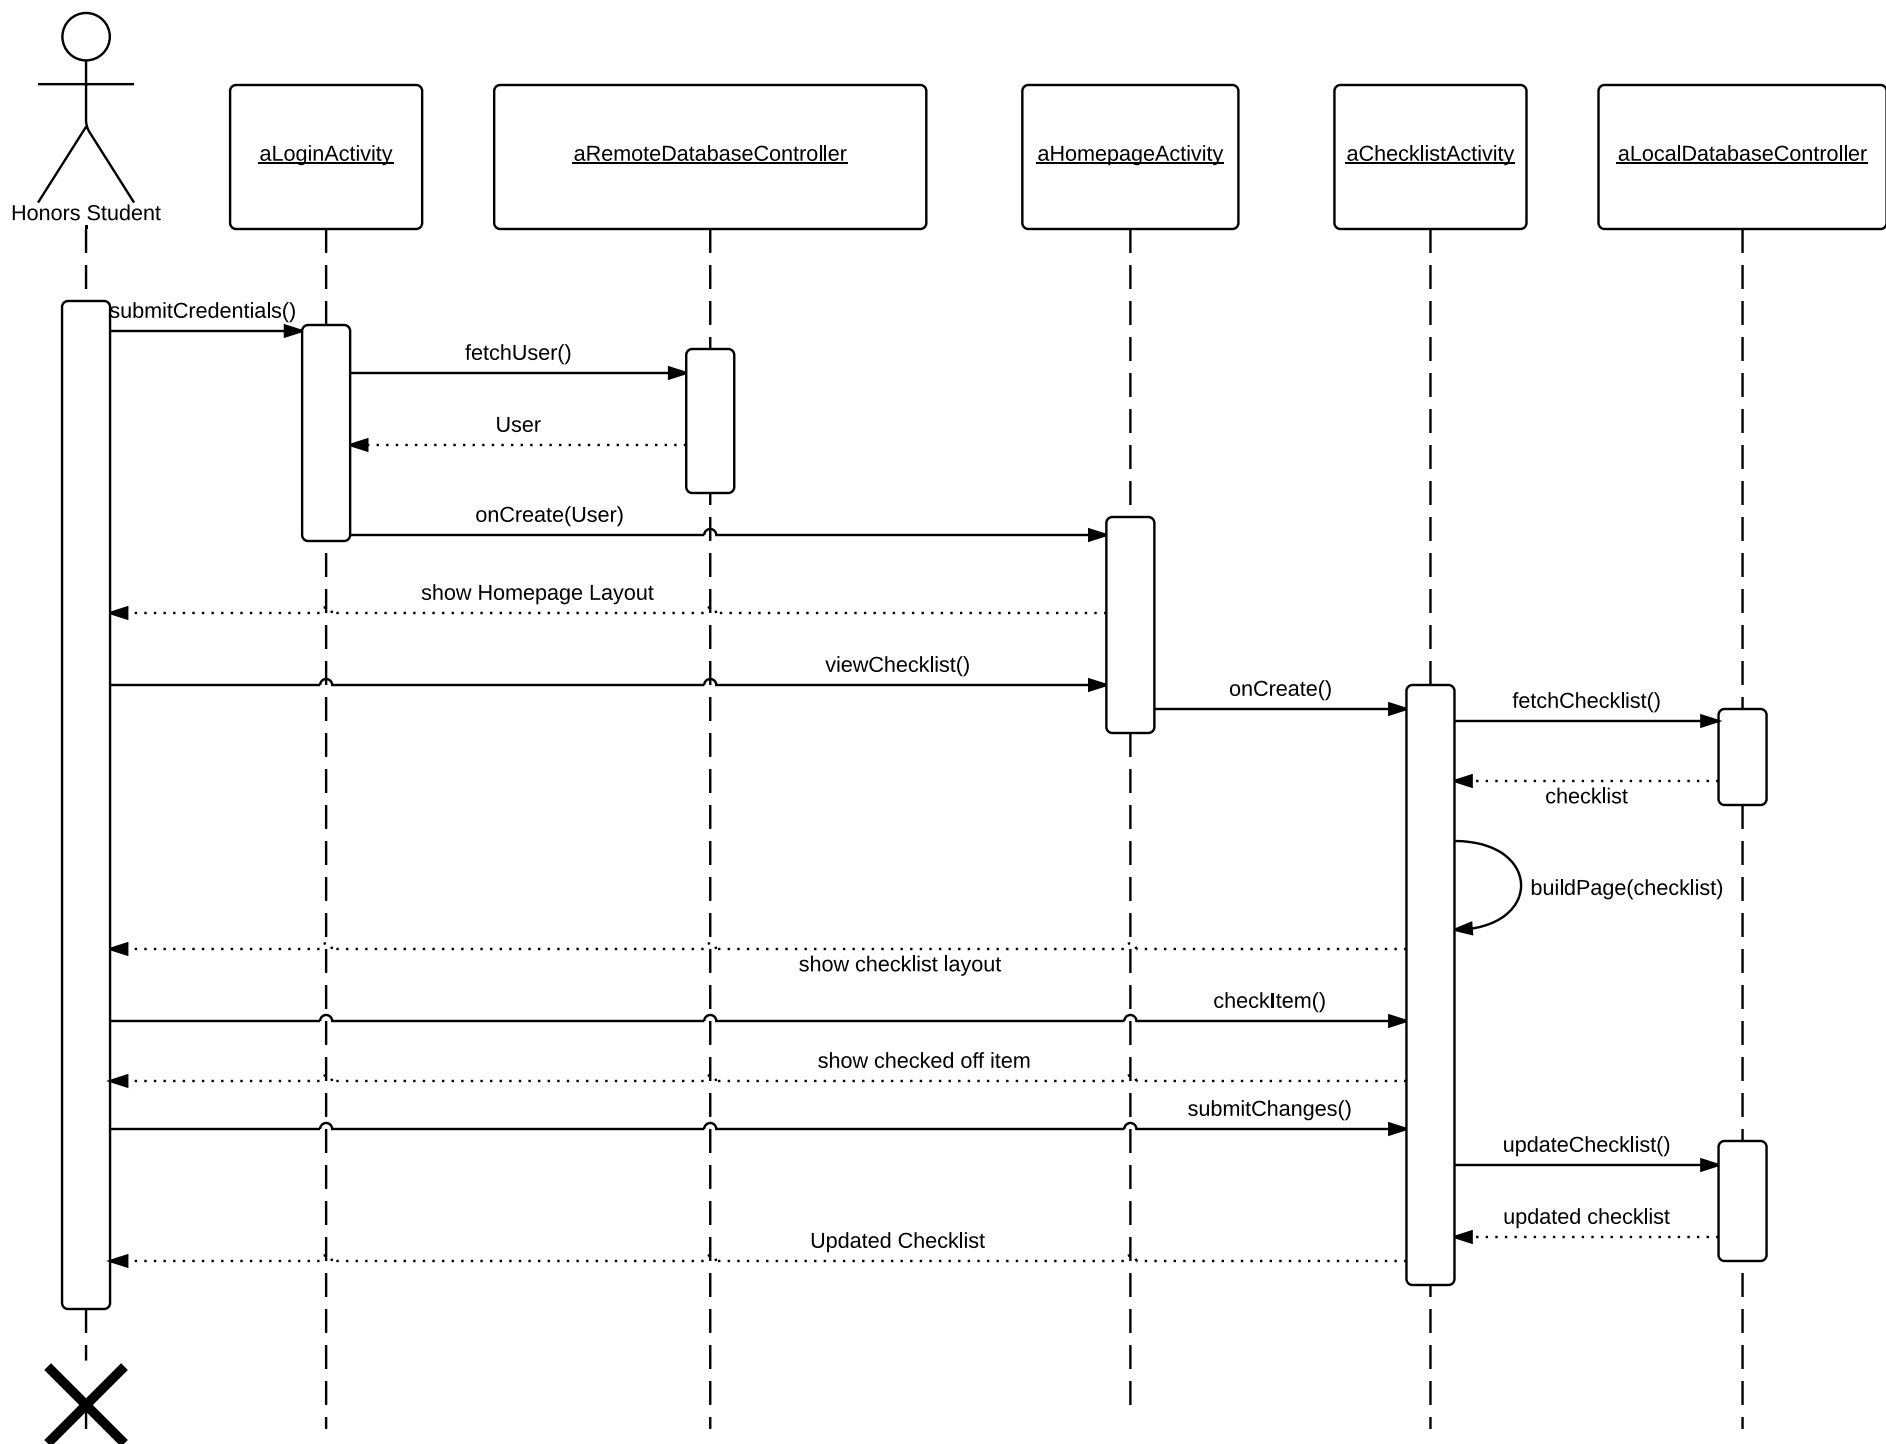 aLoginActivity
aRemoteDatabaseController
aHomepageActivity
aChecklistActivity
aLocalDatabaseController
Honors Student
submitCredentials()
fetchUser()
User
onCreate(User)
show Homepage Layout
viewChecklist()
onCreate()
fetchChecklist()
checklist
buildPage(checklist)
show checklist layout
checkItem()
show checked off item
submitChanges()
updateChecklist()
updated checklist
Updated Checklist